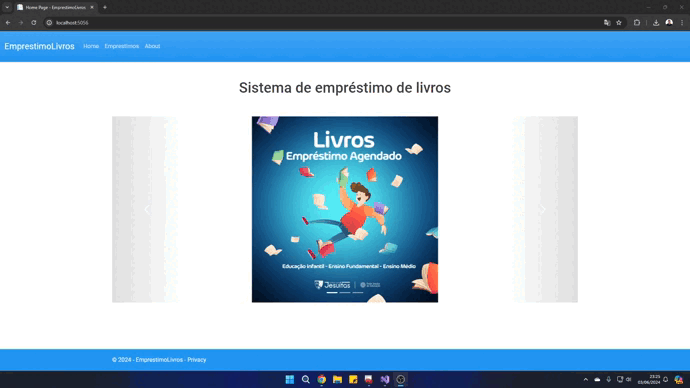 Home Page - EmprestimoLivros
localhost:5056
EmprestimoLivros Home Emprestimos About
Sistema de empréstimo de livros
Livros
Empréstimo Agendado
Educação Infantil - Ensino Fundamental - Ensino Médio
Jesuítas
© 2024 - EmprestimoLivros - Privacy
23:25
03/06/2024